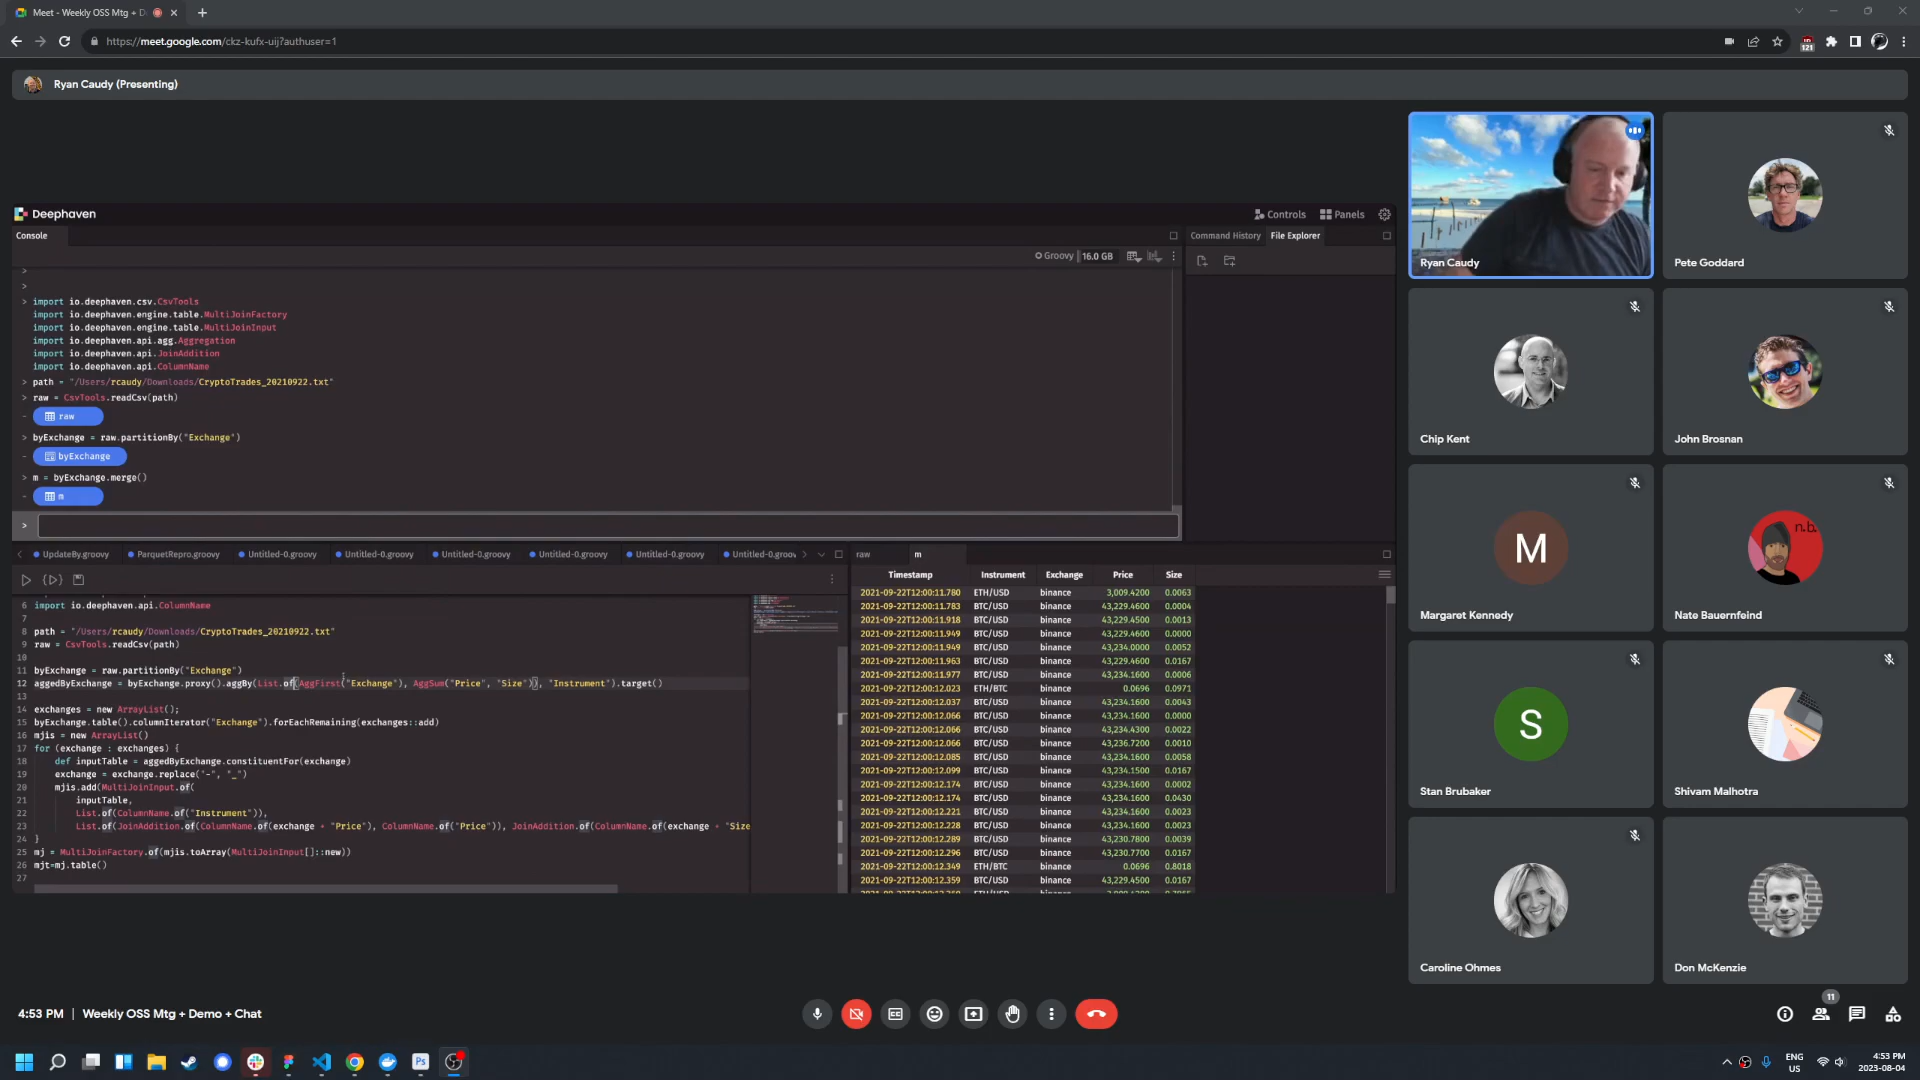 Meet - Weekly OSS Mtg + D
https://meet.google.com/ckz-kufx-uij?authuser=1
121
Ryan Caudy (Presenting)
Deephaven
Controls
Panels
Console
Command History
File Explorer
Groovy
16.0 GB
>
>
> import io.deephaven.csv.CsvTools
import io.deephaven.engine.table.MultiJoinFactory
import io.deephaven.engine.table.MultiJoinInput
import io.deephaven.api.agg.Aggregation
import io.deephaven.api.JoinAddition
import io.deephaven.api.ColumnName
> path = "/Users/rcaudy/Downloads/CryptoTrades_20210922.txt"
> raw = CsvTools.readCsv(path)
- raw
> byExchange = raw.partitionBy("Exchange")
- byExchange
> m = byExchange.merge()
- m
>
UpdateBy.groovy
ParquetRepro.groovy
Untitled-0.groovy
Untitled-0.groovy
Untitled-0.groovy
Untitled-0.groovy
Untitled-0.groovy
Untitled-0.groov
6 import io.deephaven.api.ColumnName
7
8 path = "/Users/rcaudy/Downloads/CryptoTrades_20210922.txt"
9 raw = CsvTools.readCsv(path)
10
11 byExchange = raw.partitionBy("Exchange")
12 aggedByExchange = byExchange.proxy().aggBy(List.of(AggFirst("Exchange"), AggSum("Price", "Size")), "Instrument").target()
13
14 exchanges = new ArrayList();
15 byExchange.table().columnIterator("Exchange").forEachRemaining(exchanges::add)
16 mjis = new ArrayList()
17 for (exchange : exchanges) {
18 def inputTable = aggedByExchange.constituentFor(exchange)
19 exchange = exchange.replace("-", "_")
20 mjis.add(MultiJoinInput.of(
21 inputTable,
22 List.of(ColumnName.of("Instrument")),
23 List.of(JoinAddition.of(ColumnName.of(exchange + "Price"), ColumnName.of("Price")), JoinAddition.of(ColumnName.of(exchange + "Size
24 }
25 mj = MultiJoinFactory.of(mjis.toArray(MultiJoinInput[]::new))
26 mjt=mj.table()
27
raw
m
Timestamp Instrument Exchange Price Size
2021-09-22T12:00:11.780 ETH/USD binance 3,009.4200 0.0063
2021-09-22T12:00:11.783 BTC/USD binance 43,229.4600 0.0004
2021-09-22T12:00:11.918 BTC/USD binance 43,229.4500 0.0013
2021-09-22T12:00:11.949 BTC/USD binance 43,229.4600 0.0000
2021-09-22T12:00:11.949 BTC/USD binance 43,234.0000 0.0052
2021-09-22T12:00:11.963 BTC/USD binance 43,229.4600 0.0167
2021-09-22T12:00:11.977 BTC/USD binance 43,234.1600 0.0006
2021-09-22T12:00:12.023 ETH/BTC binance 0.0696 0.0971
2021-09-22T12:00:12.037 BTC/USD binance 43,234.1600 0.0043
2021-09-22T12:00:12.066 BTC/USD binance 43,234.1600 0.0000
2021-09-22T12:00:12.066 BTC/USD binance 43,234.4300 0.0022
2021-09-22T12:00:12.066 BTC/USD binance 43,236.7200 0.0010
2021-09-22T12:00:12.085 BTC/USD binance 43,234.1600 0.0058
2021-09-22T12:00:12.099 BTC/USD binance 43,234.1500 0.0167
2021-09-22T12:00:12.174 BTC/USD binance 43,234.1600 0.0002
2021-09-22T12:00:12.174 BTC/USD binance 43,234.1600 0.0430
2021-09-22T12:00:12.221 BTC/USD binance 43,234.1600 0.0023
2021-09-22T12:00:12.228 BTC/USD binance 43,234.1600 0.0023
2021-09-22T12:00:12.289 BTC/USD binance 43,230.7800 0.0039
2021-09-22T12:00:12.296 BTC/USD binance 43,230.7700 0.0167
2021-09-22T12:00:12.349 ETH/BTC binance 0.0696 0.8018
2021-09-22T12:00:12.359 BTC/USD binance 43,229.4500 0.0167
Ryan Caudy
Pete Goddard
Chip Kent
John Brosnan
M
Margaret Kennedy
n.b.
Nate Bauernfeind
S
Stan Brubaker
Shivam Malhotra
Caroline Ohmes
Don McKenzie
4:53 PM | Weekly OSS Mtg + Demo + Chat
11
Ps
ENG
US
4:53 PM
2023-08-04